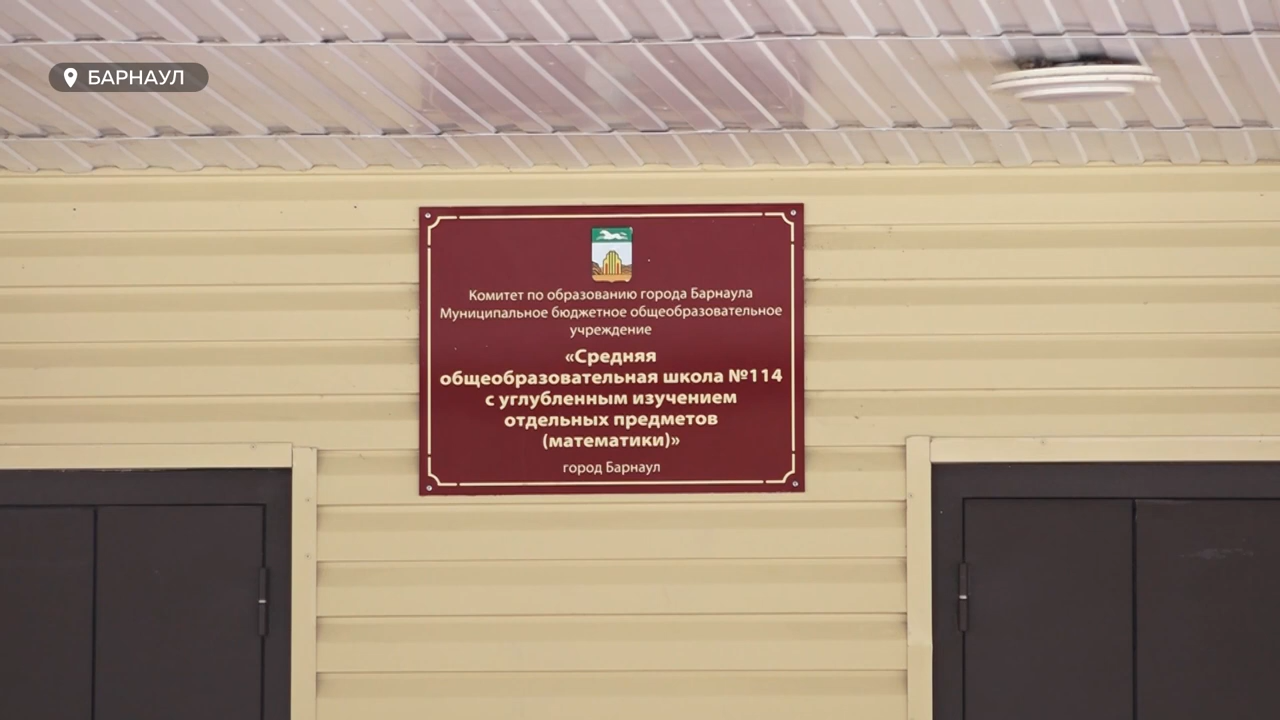 БАРНАУЛ
Комитет по образованию города Барнаула
Муниципальное бюджетное общеобразовательное
учреждение
«Средняя
общеобразовательная школа №114
с углубленным изучением
отдельных предметов
(математики)»
город Барнаул